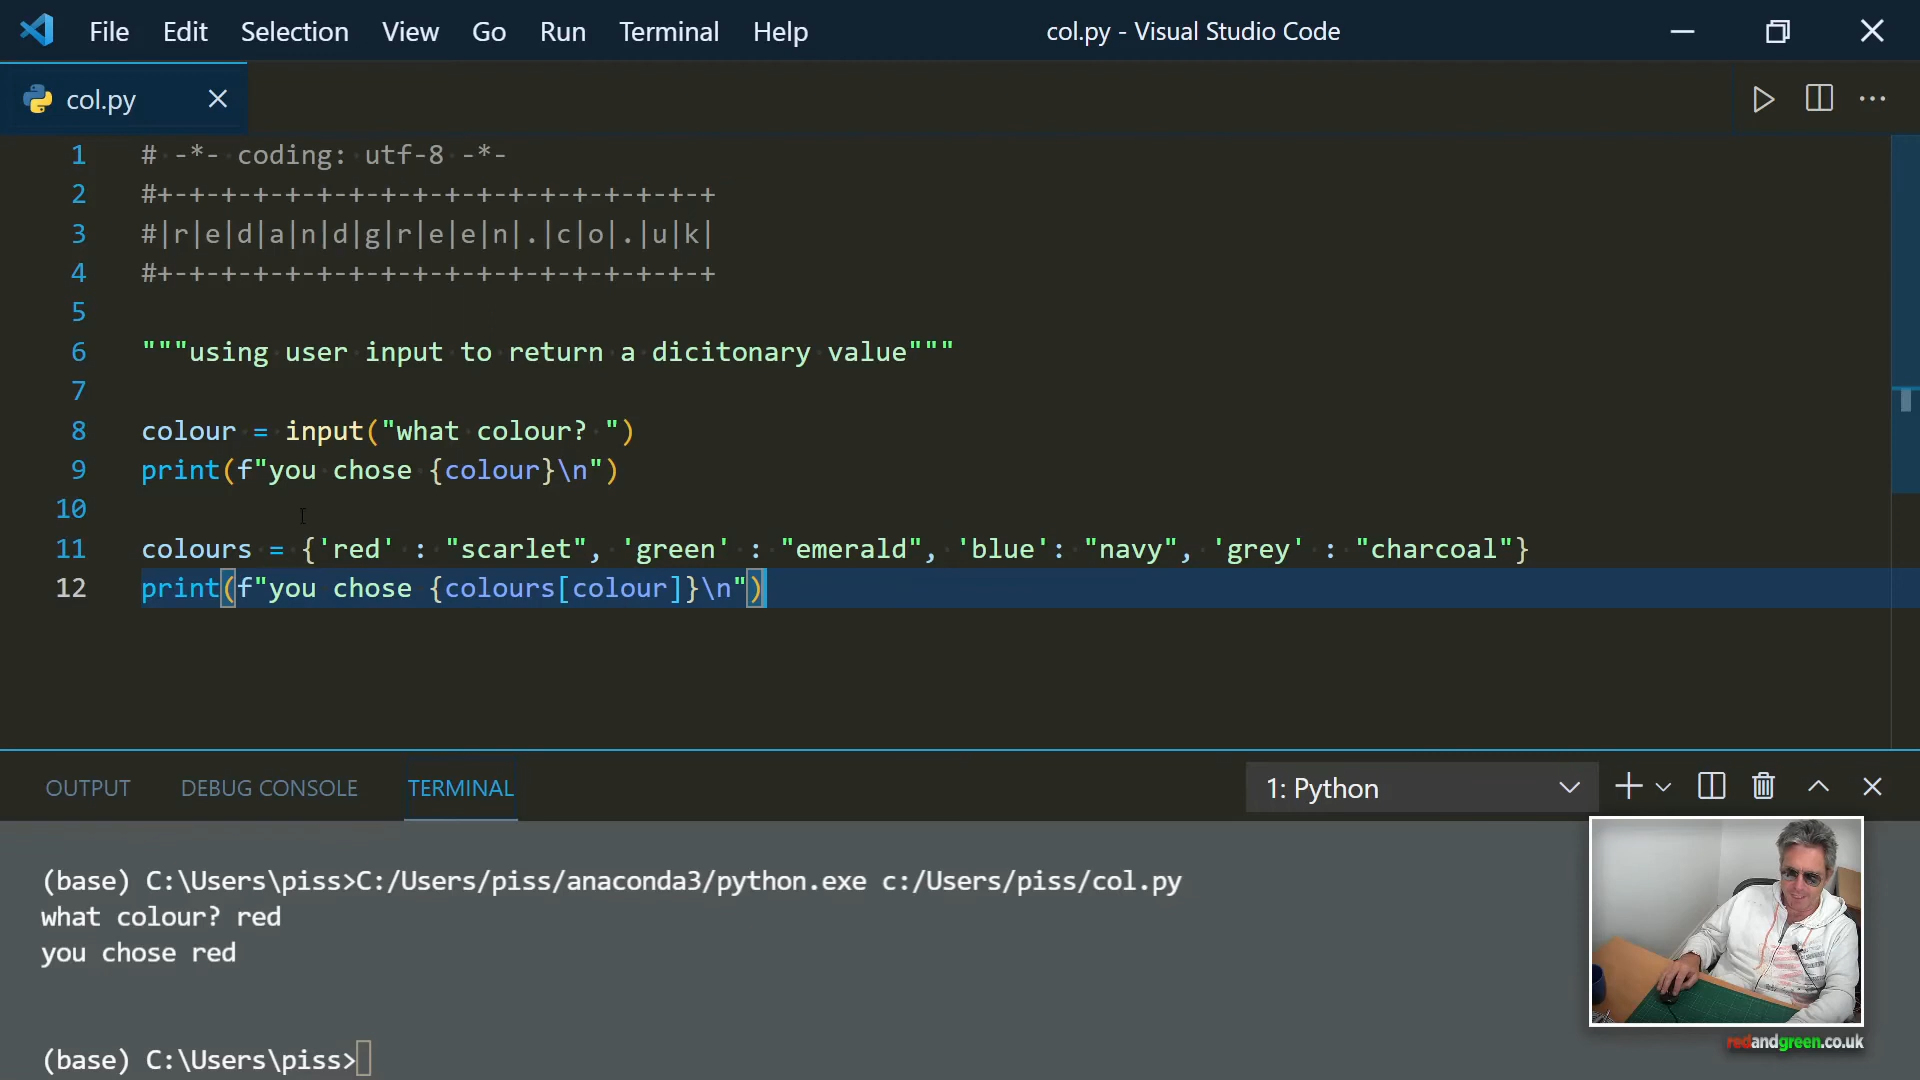 File Edit Selection View Go Run Terminal Help col.py - Visual Studio Code
col.py
1 # -*- coding: utf-8 -*-
2 #+-+-+-+-+-+-+-+-+-+-+-+-+-+-+-+-+-+
3 #|r|e|d|a|n|d|g|r|e|e|n|.|c|o|.|u|k|
4 #+-+-+-+-+-+-+-+-+-+-+-+-+-+-+-+-+-+
5
6 """using user input to return a dicitonary value"""
7
8 colour = input("what colour? ")
9 print(f"you chose {colour}\n")
10
11 colours = {'red' : "scarlet", 'green' : "emerald", 'blue': "navy", 'grey' : "charcoal"}
12 print(f"you chose {colours[colour]}\n")
OUTPUT DEBUG CONSOLE TERMINAL 1: Python
(base) C:\Users\piss>C:/Users/piss/anaconda3/python.exe c:/Users/piss/col.py
what colour? red
you chose red
(base) C:\Users\piss>
redandgreen.co.uk